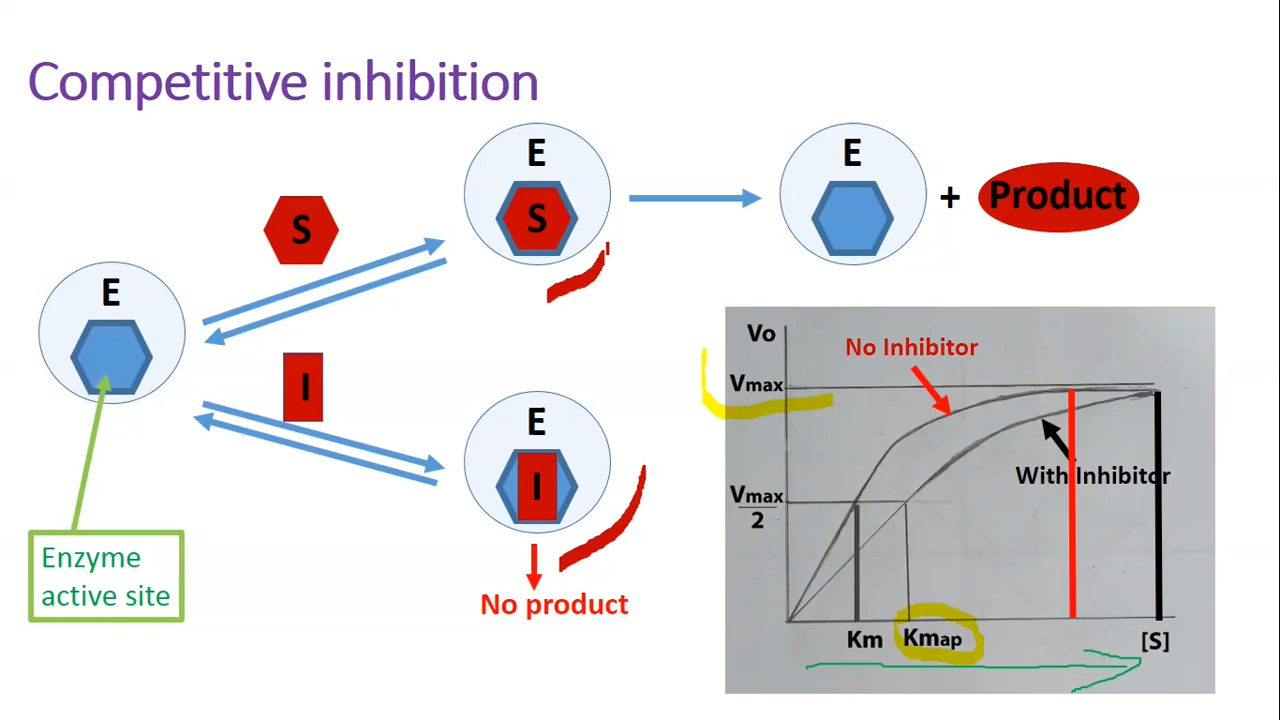 Competitive inhibition
E
S
E
S
E
+
Product
E
I
E
I
No product
Enzyme
active site
Vo
No Inhibitor
Vmax
With Inhibitor
Vmax
2
Km
Kmap
[S]